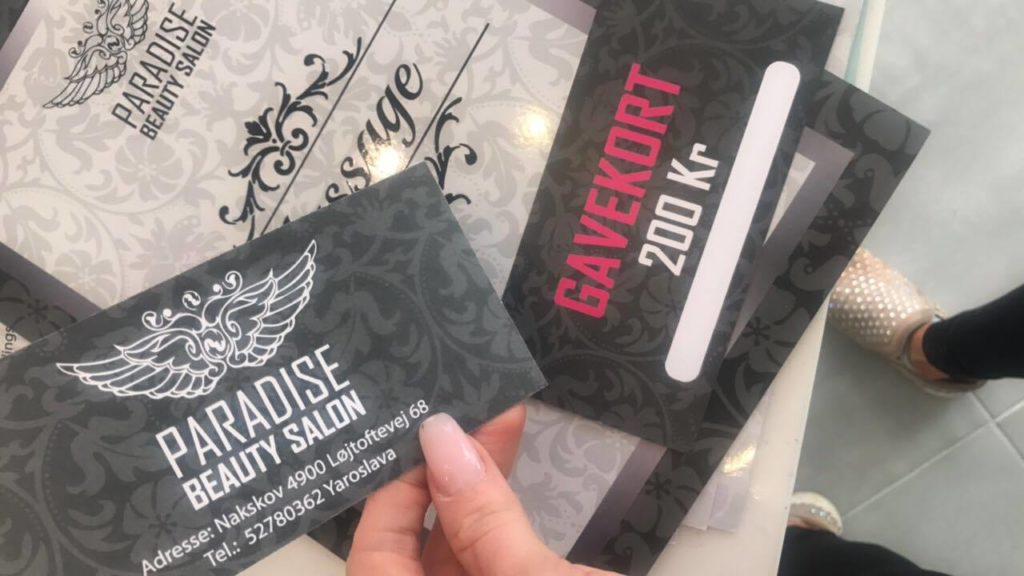 PARADISE
BEAUTY SALON
GAVEKORT
200 Kr
PARADISE
BEAUTY SALON
Adresse: Nakskov 4900 Løjtoftevej 68
Tel.: 52780362 Yaroslava